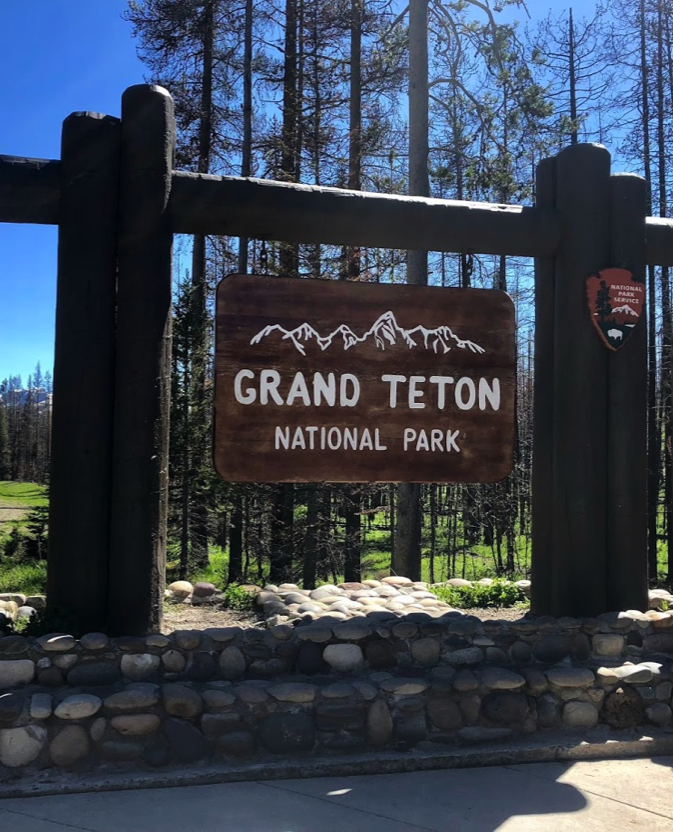 GRAND TETON
NATIONAL PARK
NATIONAL
PARK
SERVICE